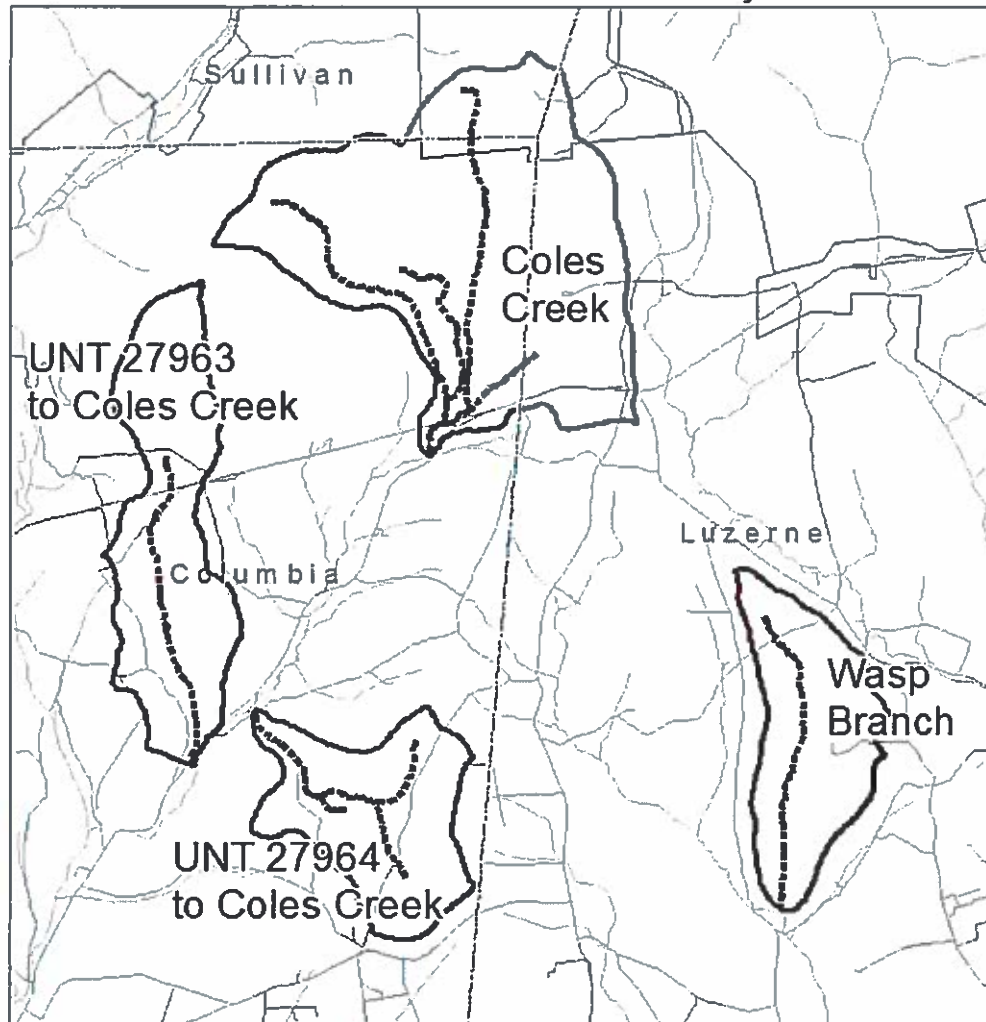 Sullivan
Coles
Creek
UNT 27963
to Coles Creek
Luzerne
Columbia
Wasp
Branch
UNT 27964
to Coles Creek